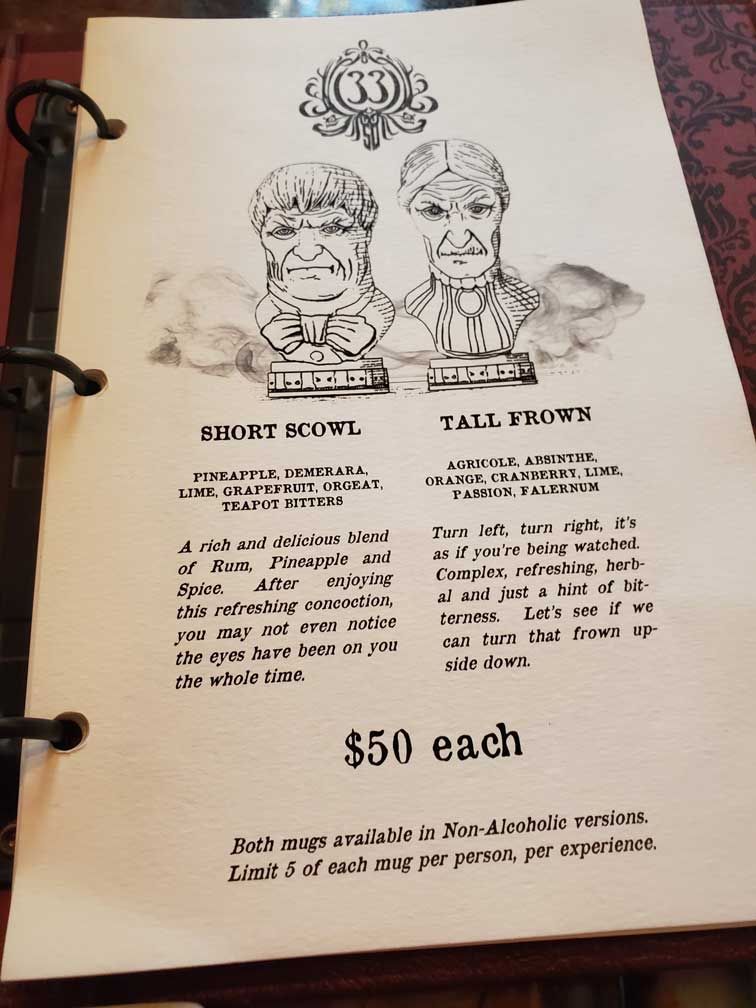 33
SHORT SCOWL
PINEAPPLE, DEMERARA,
LIME, GRAPEFRUIT, ORGEAT,
TEAPOT BITTERS
A rich and delicious blend
of Rum, Pineapple and
Spice. After enjoying
this refreshing concoction,
you may not even notice
the eyes have been on you
the whole time.
TALL FROWN
AGRICOLE, ABSINTHE,
ORANGE, CRANBERRY, LIME,
PASSION, FALERNUM
Turn left, turn right, it's
as if you're being watched.
Complex, refreshing, herb-
al and just a hint of bit-
terness. Let's see if we
can turn that frown up-
side down.
$50 each
Both mugs available in Non-Alcoholic versions.
Limit 5 of each mug per person, per experience.